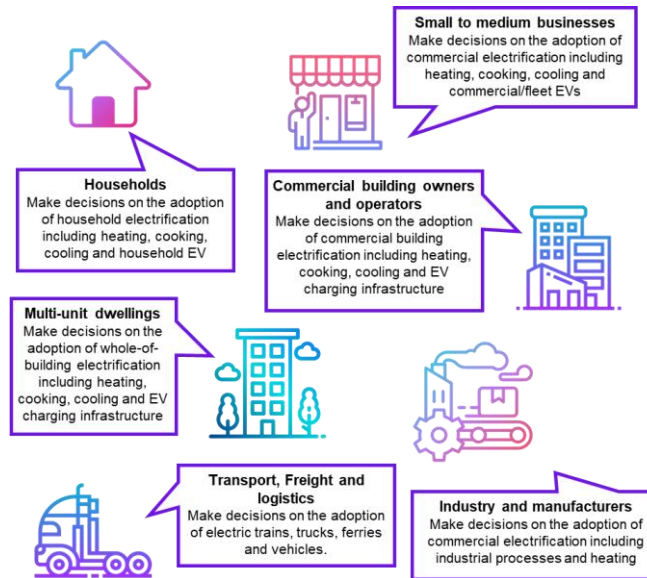 Small to medium businesses
Make decisions on the adoption of
commercial electrification including
heating, cooking, cooling and
commercial/fleet EVs
Households
Make decisions on the adoption
of household electrification
including heating, cooking,
cooling and household EV
Commercial building owners
and operators
Make decisions on the adoption
of commercial building
electrification including heating,
cooking, cooling and EV
charging infrastructure
Multi-unit dwellings
Make decisions on the
adoption of whole-of-
building electrification
including heating,
cooking, cooling and EV
charging infrastructure
Transport, Freight and
logistics
Make decisions on the adoption
of electric trains, trucks, ferries
and vehicles.
Industry and manufacturers
Make decisions on the adoption of
commercial electrification including
industrial processes and heating